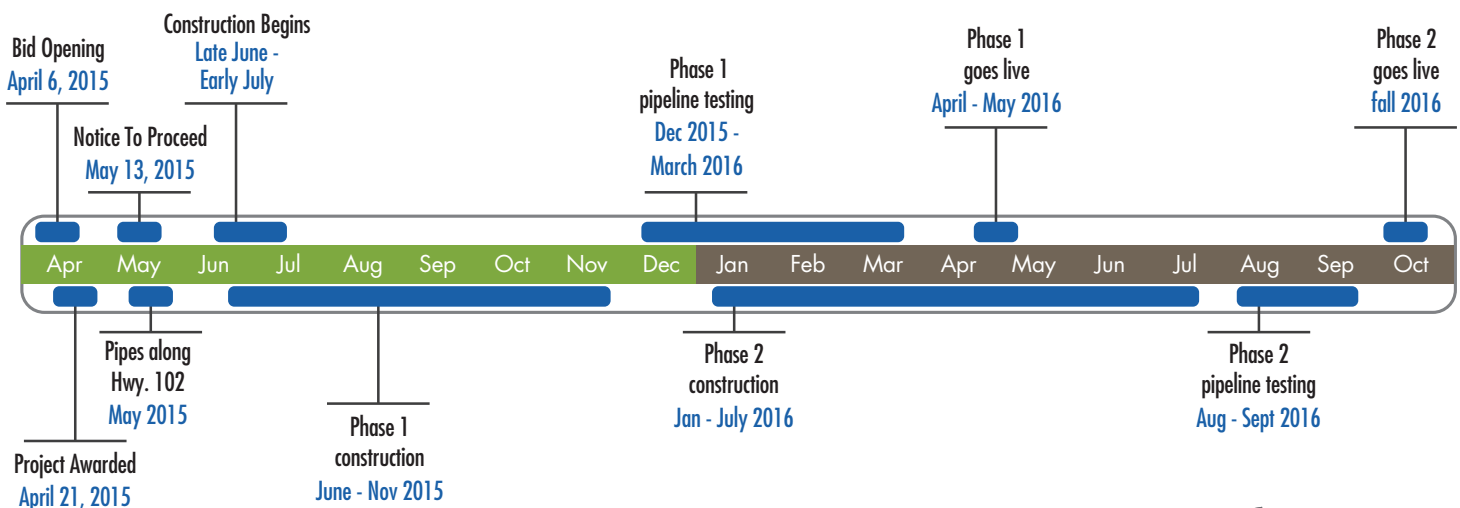 Bid Opening
April 6, 2015
Construction Begins
Late June -
Early July
Notice To Proceed
May 13, 2015
Phase 1
pipeline testing
Dec 2015 -
March 2016
Phase 1
goes live
April - May 2016
Phase 2
goes live
fall 2016
Apr May Jun Jul Aug Sep Oct Nov Dec Jan Feb Mar Apr May Jun Jul Aug Sep Oct
Pipes along
Hwy. 102
May 2015
Project Awarded
April 21, 2015
Phase 1
construction
June - Nov 2015
Phase 2
construction
Jan - July 2016
Phase 2
pipeline testing
Aug - Sept 2016